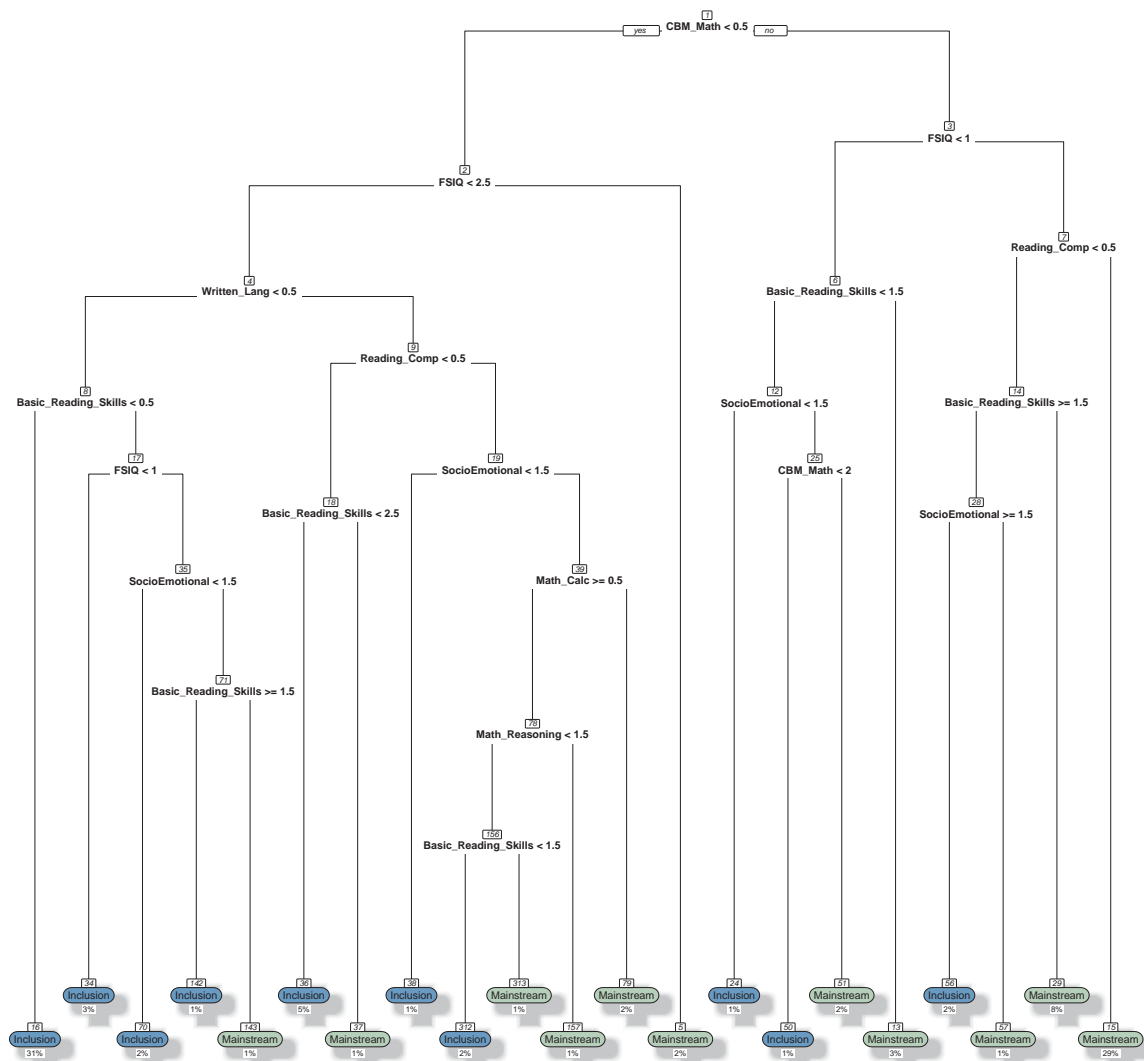 1
CBM_Math < 0.5
yes
no
3
FSIQ < 1
2
FSIQ < 2.5
7
Reading_Comp < 0.5
4
Written_Lang < 0.5
6
Basic_Reading_Skills < 1.5
9
Reading_Comp < 0.5
8
Basic_Reading_Skills < 0.5
12
SocioEmotional < 1.5
14
Basic_Reading_Skills >= 1.5
17
FSIQ < 1
19
SocioEmotional < 1.5
25
CBM_Math < 2
18
Basic_Reading_Skills < 2.5
28
SocioEmotional >= 1.5
35
SocioEmotional < 1.5
39
Math_Calc >= 0.5
71
Basic_Reading_Skills >= 1.5
78
Math_Reasoning < 1.5
156
Basic_Reading_Skills < 1.5
34
Inclusion
3%
142
Inclusion
1%
36
Inclusion
5%
38
Inclusion
1%
313
Mainstream
1%
79
Mainstream
2%
24
Inclusion
1%
51
Mainstream
2%
56
Inclusion
2%
29
Mainstream
8%
16
Inclusion
31%
70
Inclusion
2%
143
Mainstream
1%
37
Mainstream
1%
312
Inclusion
2%
157
Mainstream
1%
5
Mainstream
2%
50
Inclusion
1%
13
Mainstream
3%
57
Mainstream
1%
15
Mainstream
29%